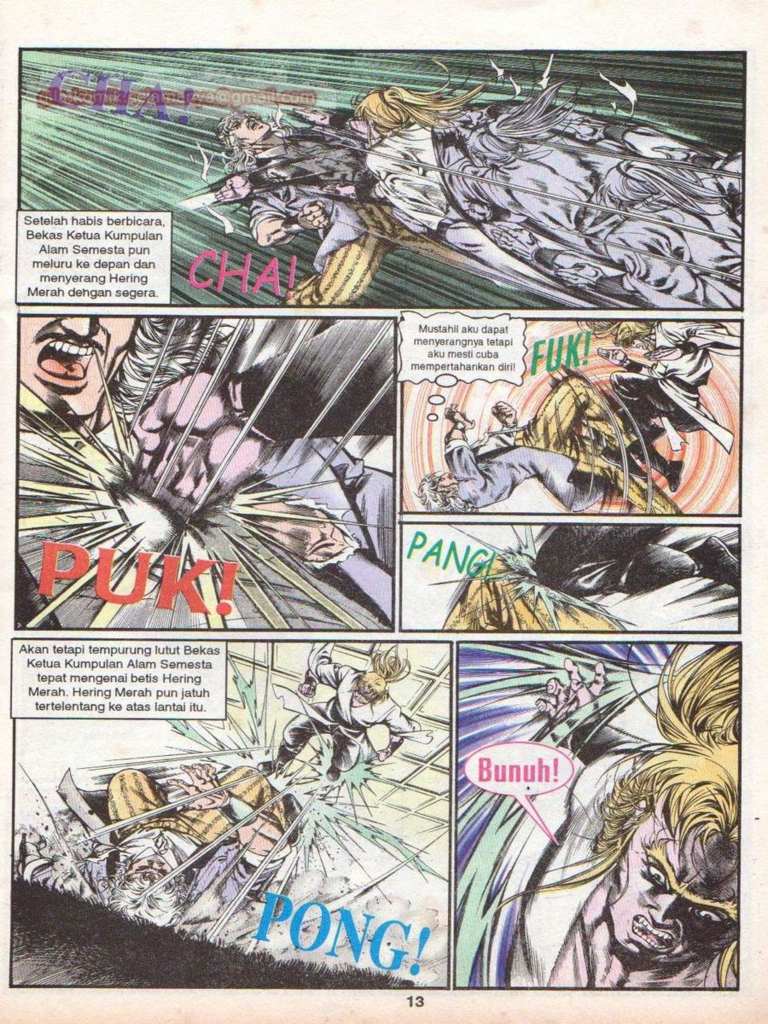 CHA!
Setelah habis berbicara,
Bekas Ketua Kumpulan
Alam Semesta pun
meluru ke depan dan
menyerang Hering
Merah dehgan segera.
CHA!
PUK!
Mustahil aku dapat
menyerangnya tetapi
aku mesti cuba
mempertahankan diri!
FUK!
PANG!
Akan tetapi tempurung lutut Bekas
Ketua Kumpulan Alam Semesta
tepat mengenai betis Hering
Merah. Hering Merah pun jatuh
tertelentang ke atas lantai itu.
PONG!
Bunuh!
13